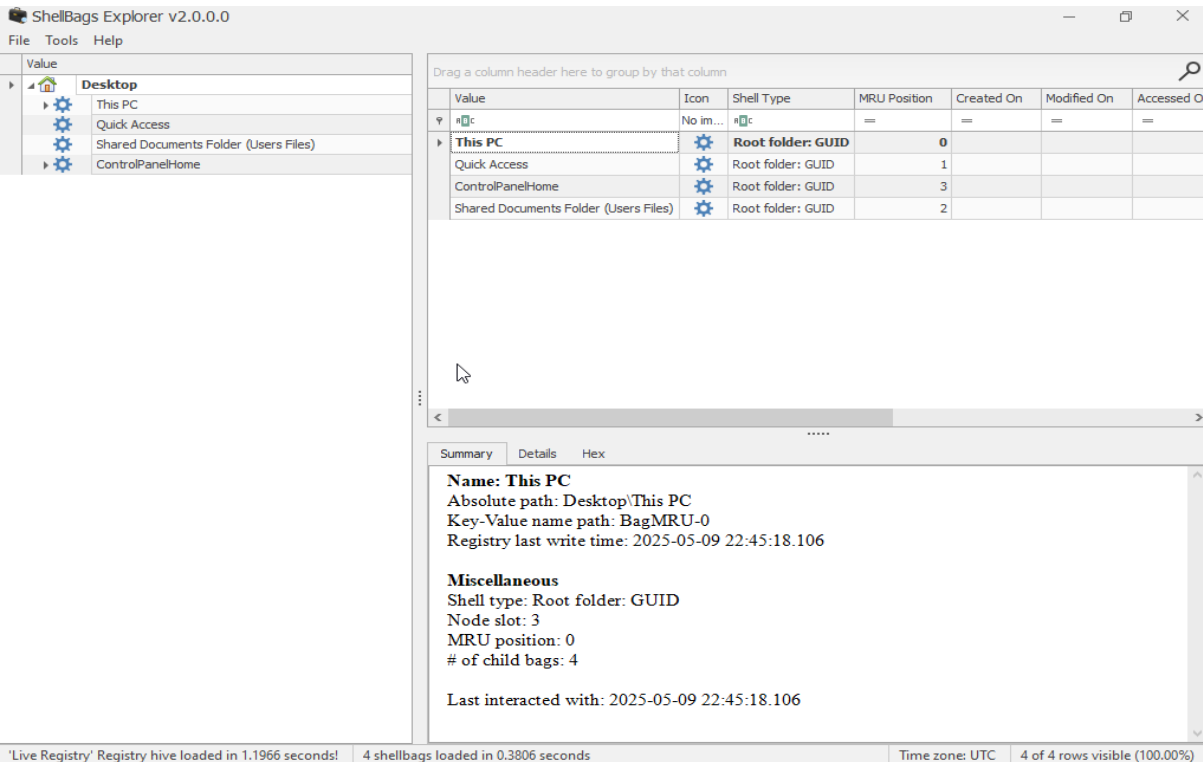 ShellBags Explorer v2.0.0.0
File Tools Help
Value
Desktop
This PC
Quick Access
Shared Documents Folder (Users Files)
ControlPanelHome
Drag a column header here to group by that column
Value Icon Shell Type MRU Position Created On Modified On Accessed O
No im... = = = =
This PC Root folder: GUID 0
Quick Access Root folder: GUID 1
ControlPanelHome Root folder: GUID 3
Shared Documents Folder (Users Files) Root folder: GUID 2
Summary Details Hex
Name: This PC
Absolute path: Desktop\This PC
Key-Value name path: BagMRU-0
Registry last write time: 2025-05-09 22:45:18.106
Miscellaneous
Shell type: Root folder: GUID
Node slot: 3
MRU position: 0
# of child bags: 4
Last interacted with: 2025-05-09 22:45:18.106
'Live Registry' Registry hive loaded in 1.1966 seconds! 4 shellbags loaded in 0.3806 seconds Time zone: UTC 4 of 4 rows visible (100.00%)